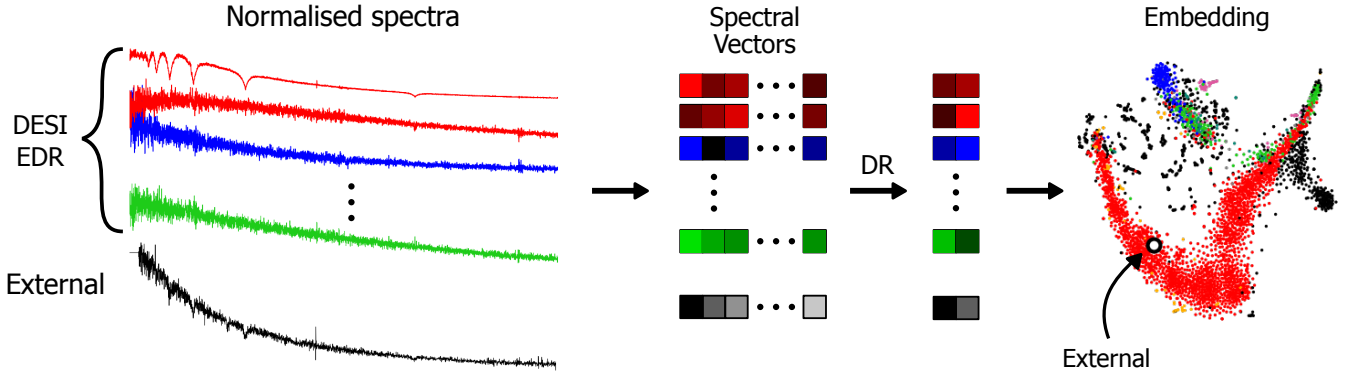 Normalised spectra
Spectral
Vectors
Embedding
DESI
EDR
DR
External
External